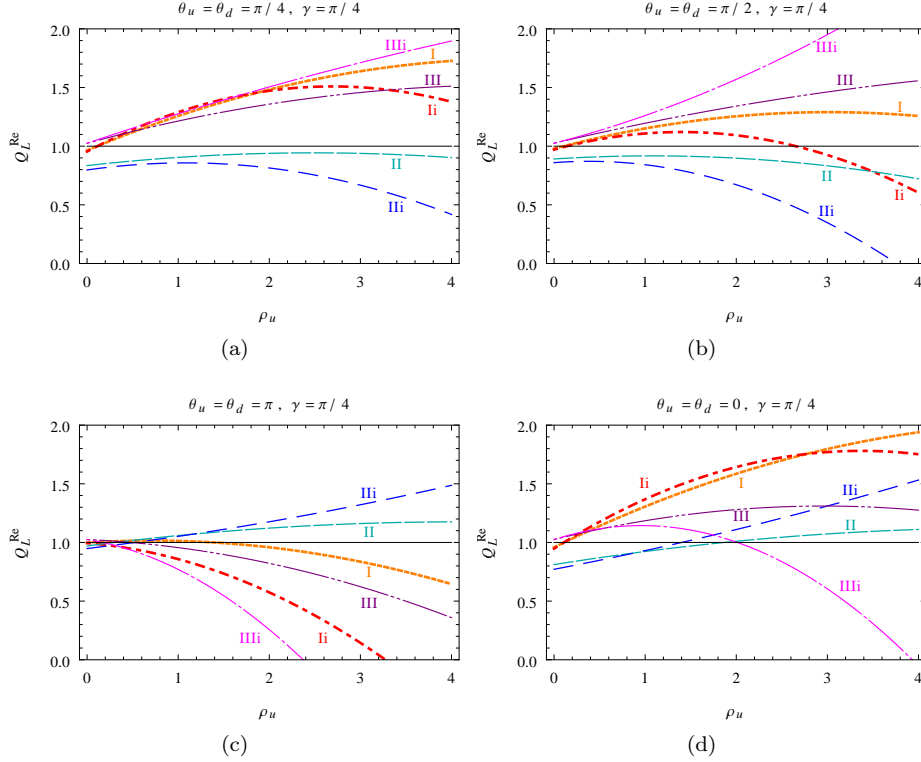 θu = θd = π / 4 , γ = π / 4
2.0
1.5
1.0
0.5
0.0
QL^Re
IIIi
I
III
Ii
II
IIi
0 1 2 3 4
ρu
(a)
θu = θd = π / 2 , γ = π / 4
2.0
1.5
1.0
0.5
0.0
QL^Re
IIIi
III
I
II
Ii
IIi
0 1 2 3 4
ρu
(b)
θu = θd = π , γ = π / 4
2.0
1.5
1.0
0.5
0.0
QL^Re
IIi
II
I
III
IIIi
Ii
0 1 2 3 4
ρu
(c)
θu = θd = 0 , γ = π / 4
2.0
1.5
1.0
0.5
0.0
QL^Re
Ii
I
IIi
III
II
IIIi
0 1 2 3 4
ρu
(d)